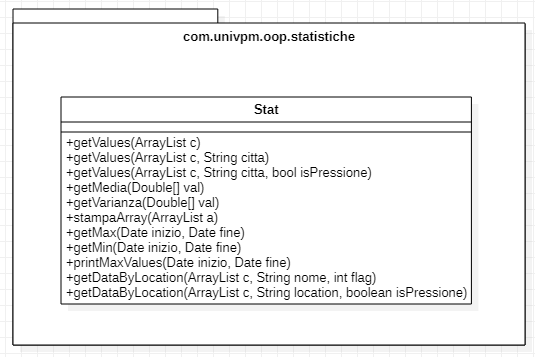 com.univpm.oop.statistiche
Stat
+getValues(ArrayList c)
+getValues(ArrayList c, String citta)
+getValues(ArrayList c, String citta, bool isPressione)
+getMedia(Double[] val)
+getVarianza(Double[] val)
+stampaArray(ArrayList a)
+getMax(Date inizio, Date fine)
+getMin(Date inizio, Date fine)
+printMaxValues(Date inizio, Date fine)
+getDataByLocation(ArrayList c, String nome, int flag)
+getDataByLocation(ArrayList c, String location, boolean isPressione)